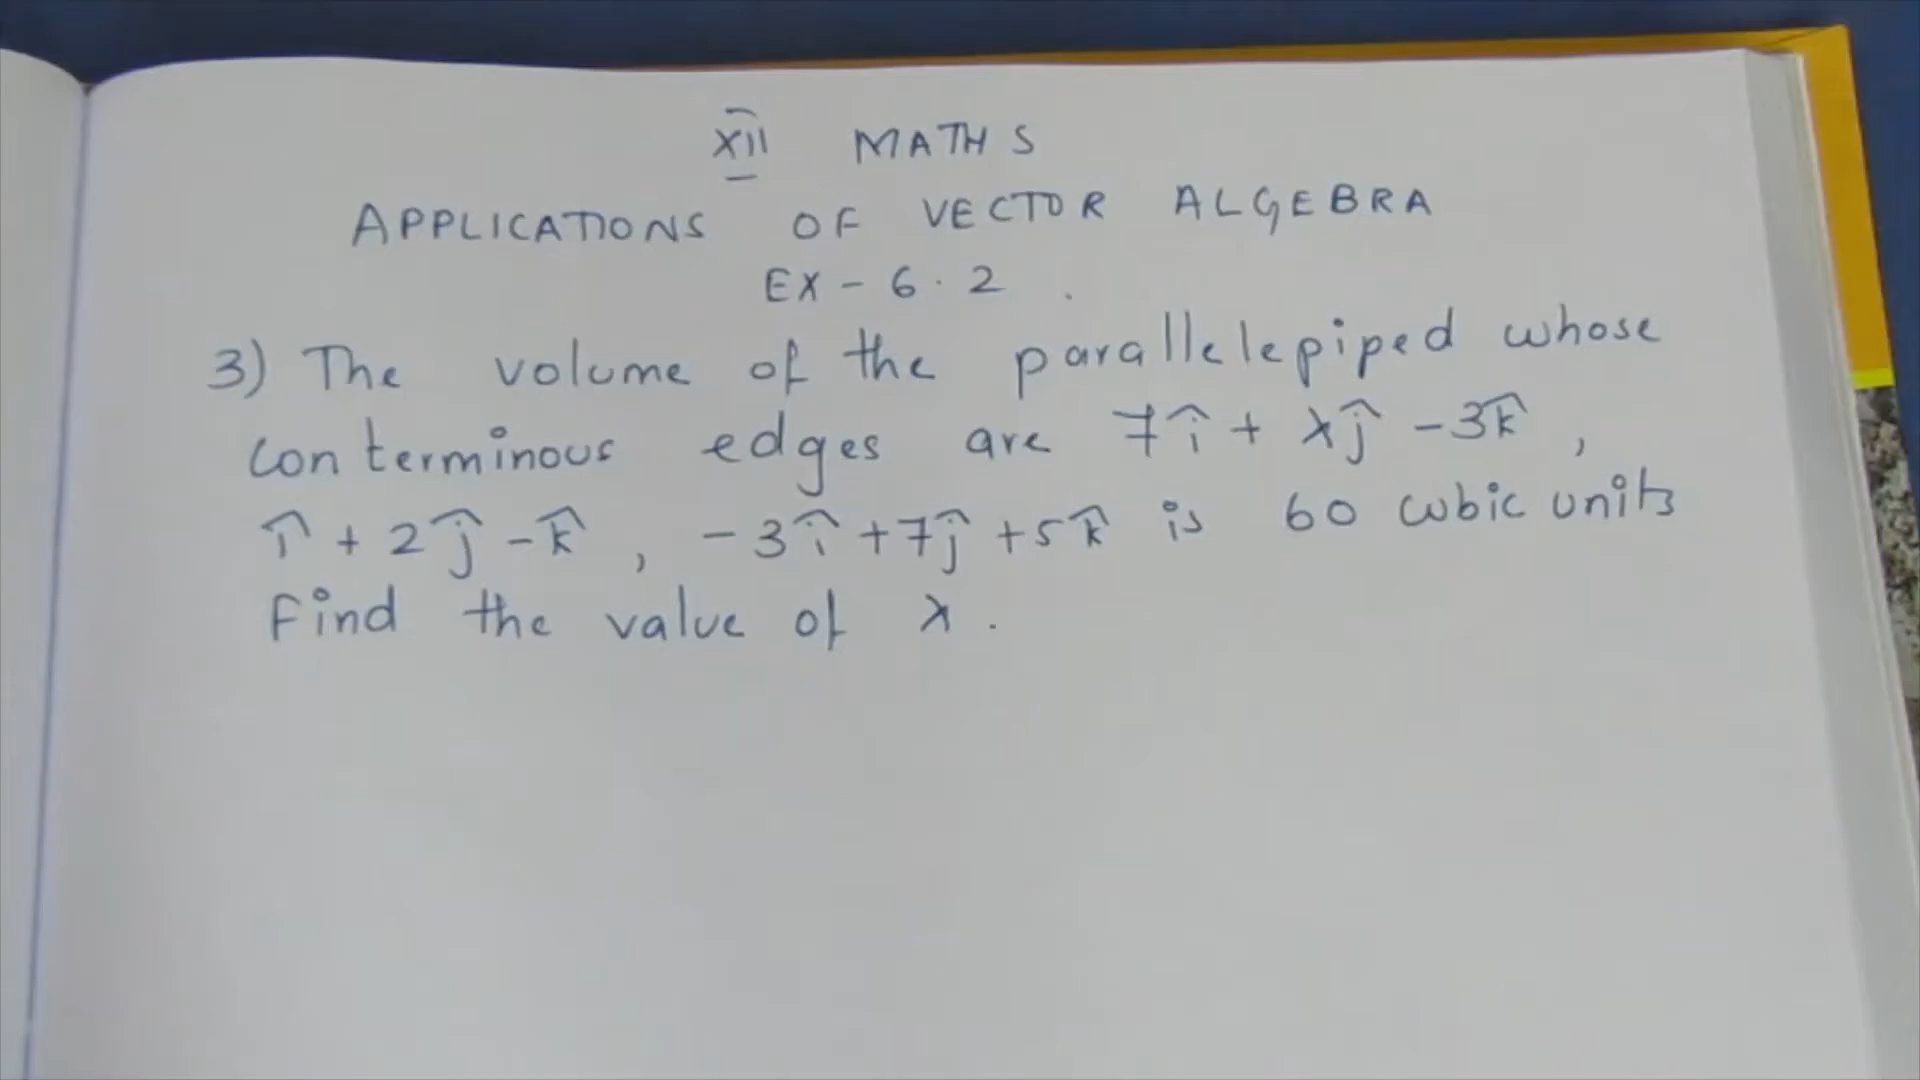 XII MATHS
APPLICATIONS OF VECTOR ALGEBRA
EX - 6.2
3) The volume of the parallelepiped whose
conterminous edges are 7î + λĵ - 3k̂ ,
î + 2ĵ - k̂ , - 3î + 7ĵ + 5k̂ is 60 cubic units
Find the value of λ.